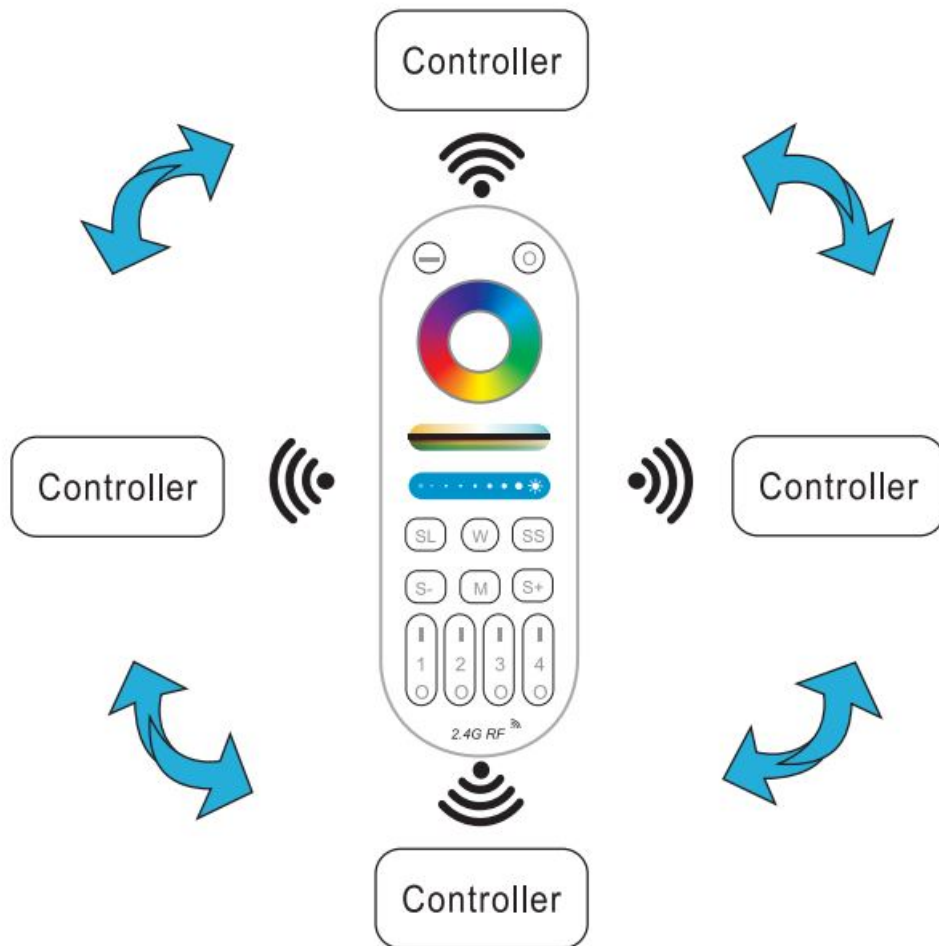 Controller
O
Controller
Controller
SL W SS
S- M S+
I I I I
1 2 3 4
O O O O
2.4G RF
Controller